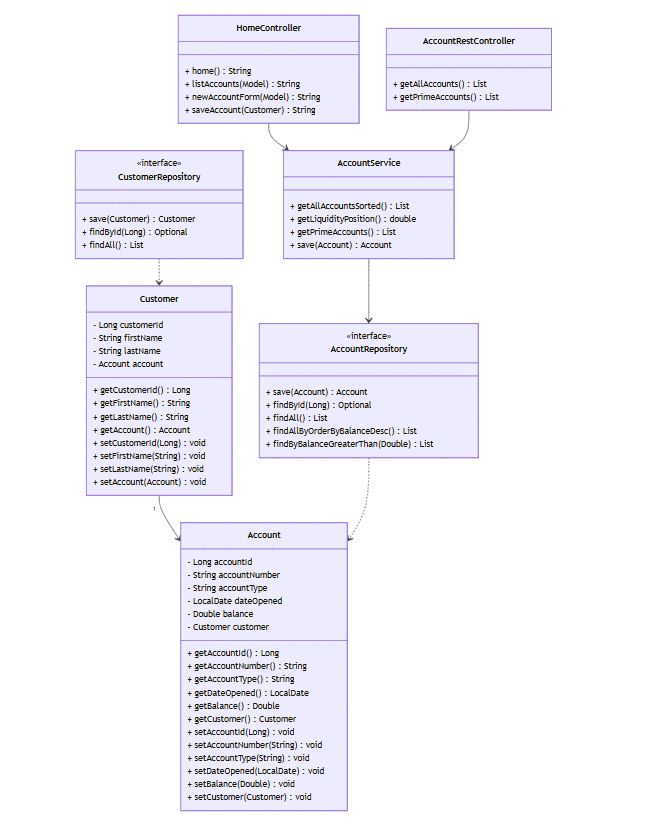 HomeController
+ home() : String
+ listAccounts(Model) : String
+ newAccountForm(Model) : String
+ saveAccount(Customer) : String
AccountRestController
+ getAllAccounts() : List
+ getPrimeAccounts() : List
«interface»
CustomerRepository
+ save(Customer) : Customer
+ findById(Long) : Optional
+ findAll() : List
AccountService
+ getAllAccountsSorted() : List
+ getLiquidityPosition() : double
+ getPrimeAccounts() : List
+ save(Account) : Account
Customer
- Long customerId
- String firstName
- String lastName
- Account account
+ getCustomerId() : Long
+ getFirstName() : String
+ getLastName() : String
+ getAccount() : Account
+ setCustomerId(Long) : void
+ setFirstName(String) : void
+ setLastName(String) : void
+ setAccount(Account) : void
«interface»
AccountRepository
+ save(Account) : Account
+ findById(Long) : Optional
+ findAll() : List
+ findAllByOrderByBalanceDesc() : List
+ findByBalanceGreaterThan(Double) : List
1
Account
- Long accountId
- String accountNumber
- String accountType
- LocalDate dateOpened
- Double balance
- Customer customer
+ getAccountId() : Long
+ getAccountNumber() : String
+ getAccountType() : String
+ getDateOpened() : LocalDate
+ getBalance() : Double
+ getCustomer() : Customer
+ setAccountId(Long) : void
+ setAccountNumber(String) : void
+ setAccountType(String) : void
+ setDateOpened(LocalDate) : void
+ setBalance(Double) : void
+ setCustomer(Customer) : void